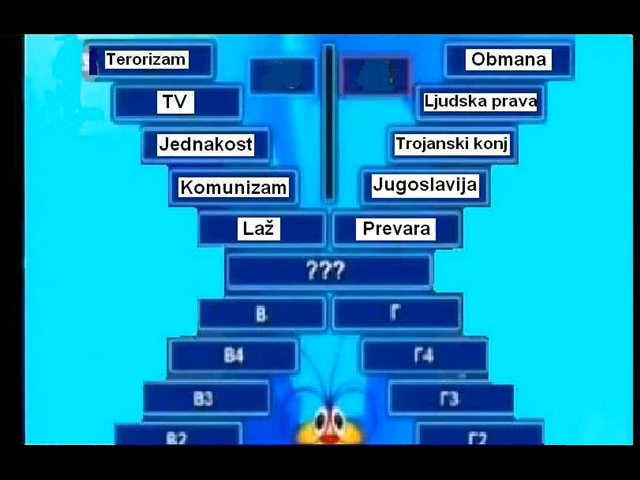 Terorizam
Obmana
TV
Ljudska prava
Jednakost
Trojanski konj
Komunizam
Jugoslavija
Laž
Prevara
???
В
Г
В4
Г4
В3
Г3
В2
Г2